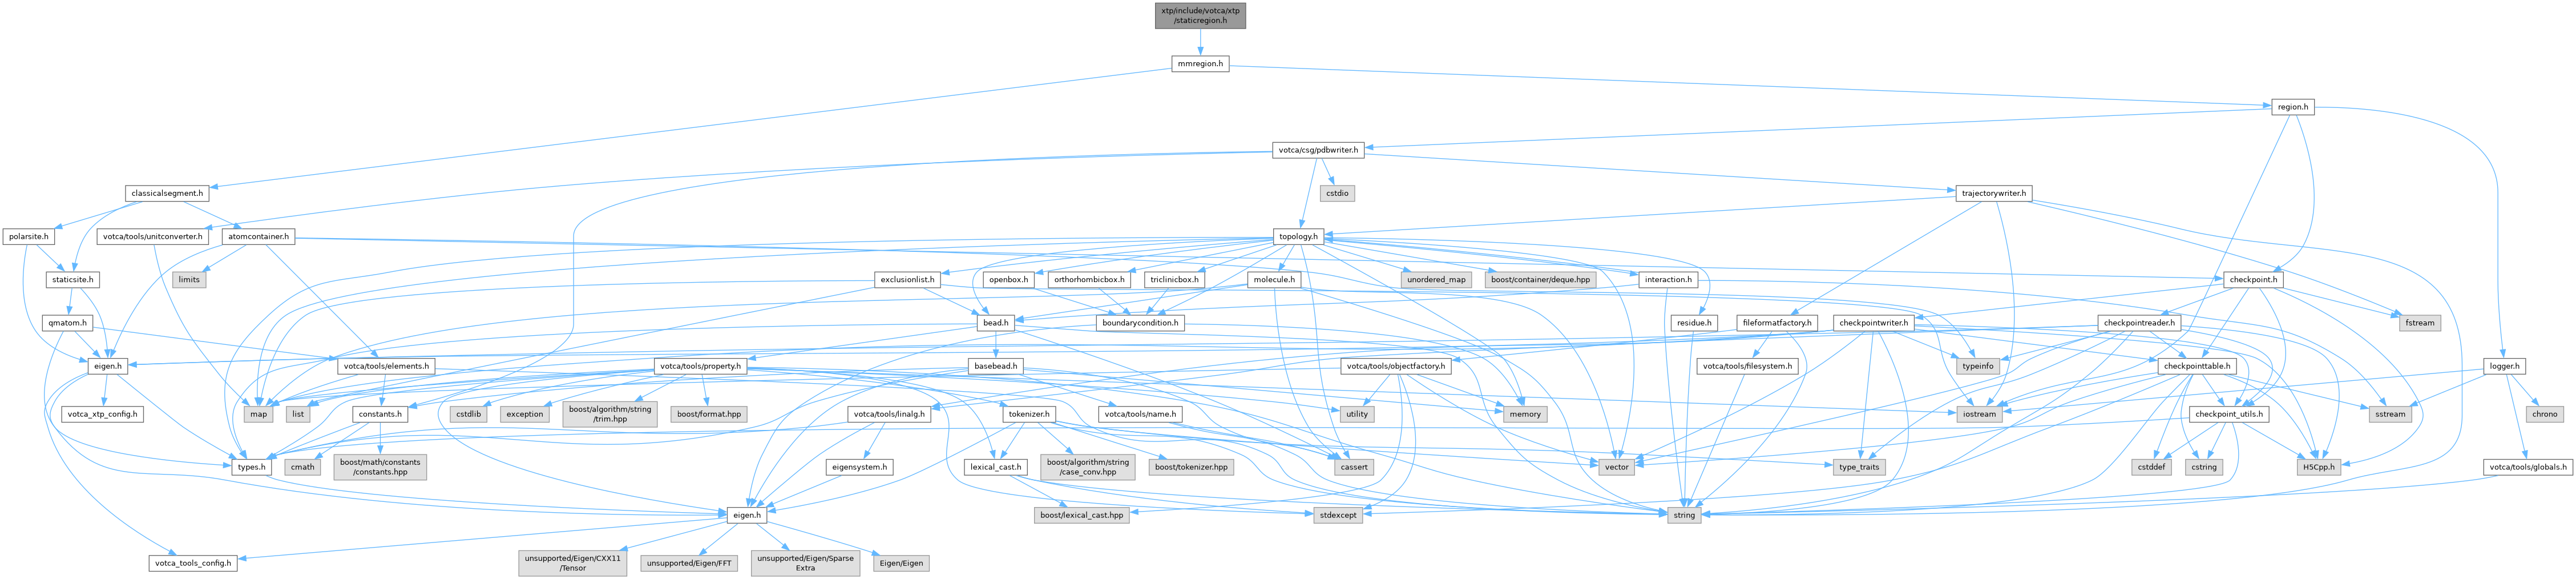 xtp/include/votca/xtp
/staticregion.h
mmregion.h
region.h
votca/csg/pdbwriter.h
classicalsegment.h
cstdio
trajectorywriter.h
polarsite.h
votca/tools/unitconverter.h
atomcontainer.h
topology.h
staticsite.h
limits
exclusionlist.h
openbox.h
orthorhombicbox.h
triclinicbox.h
molecule.h
unordered_map
boost/container/deque.hpp
interaction.h
checkpoint.h
qmatom.h
bead.h
boundarycondition.h
residue.h
fileformatfactory.h
checkpointwriter.h
checkpointreader.h
fstream
eigen.h
votca/tools/elements.h
votca/tools/property.h
basebead.h
votca/tools/objectfactory.h
votca/tools/filesystem.h
typeinfo
checkpointtable.h
logger.h
votca_xtp_config.h
map
list
constants.h
cstdlib
exception
boost/algorithm/string
/trim.hpp
boost/format.hpp
votca/tools/linalg.h
tokenizer.h
votca/tools/name.h
utility
memory
iostream
checkpoint_utils.h
sstream
chrono
types.h
cmath
boost/math/constants
/constants.hpp
eigensystem.h
lexical_cast.h
boost/algorithm/string
/case_conv.hpp
boost/tokenizer.hpp
cassert
vector
type_traits
cstddef
cstring
H5Cpp.h
votca/tools/globals.h
eigen.h
boost/lexical_cast.hpp
stdexcept
string
votca_tools_config.h
unsupported/Eigen/CXX11
/Tensor
unsupported/Eigen/FFT
unsupported/Eigen/Sparse
Extra
Eigen/Eigen